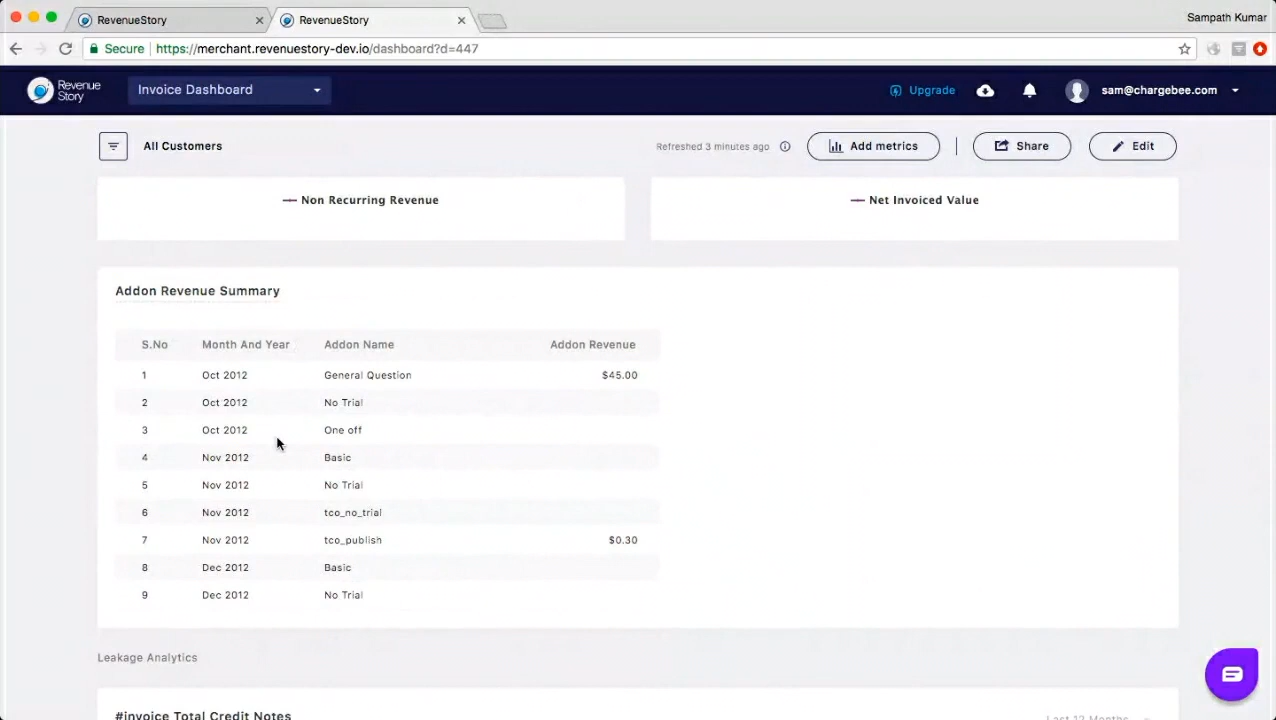 RevenueStory
RevenueStory
Sampath Kumar
Secure
https://merchant.revenuestory-dev.io/dashboard?d=447
Revenue
Story
Invoice Dashboard
Upgrade
sam@chargebee.com
All Customers
Refreshed 3 minutes ago
Add metrics
Share
Edit
Non Recurring Revenue
Net Invoiced Value
Addon Revenue Summary
S.No Month And Year Addon Name Addon Revenue
1 Oct 2012 General Question $45.00
2 Oct 2012 No Trial
3 Oct 2012 One off
4 Nov 2012 Basic
5 Nov 2012 No Trial
6 Nov 2012 tco_no_trial
7 Nov 2012 tco_publish $0.30
8 Dec 2012 Basic
9 Dec 2012 No Trial
Leakage Analytics
#invoice Total Credit Notes
Last 12 Months